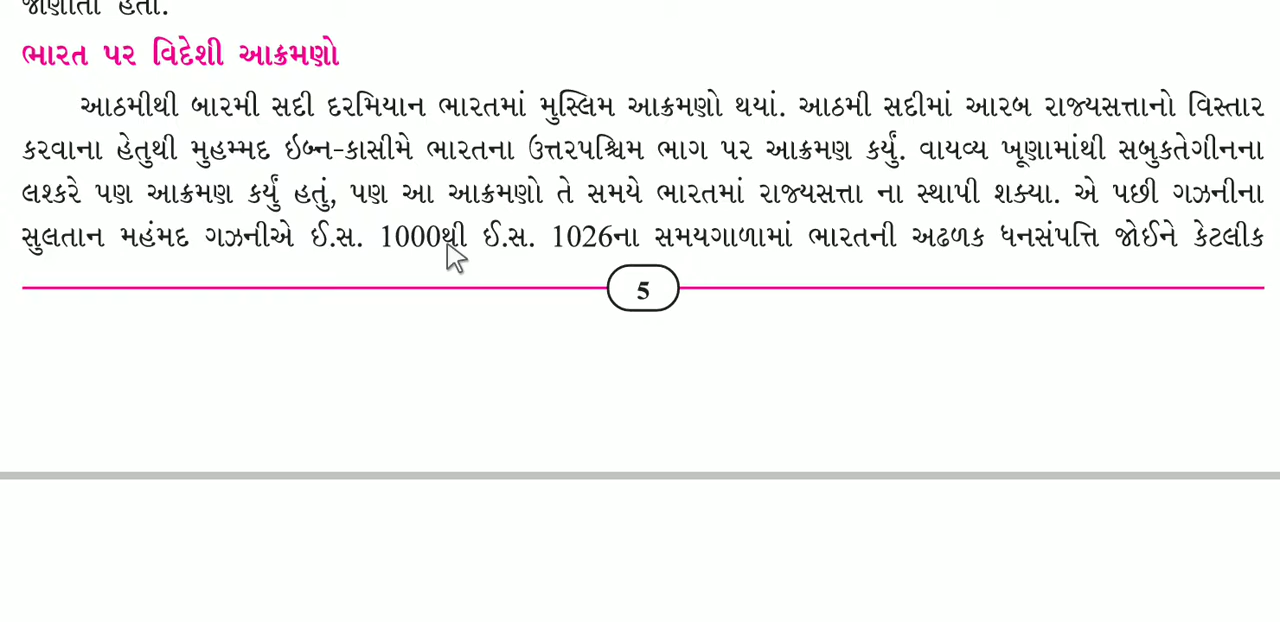 જાણીતા હતા.
ભારત પર વિદેશી આક્રમણો
આઠમીથી બારમી સદી દરમિયાન ભારતમાં મુસ્લિમ આક્રમણો થયાં. આઠમી સદીમાં આરબ રાજ્યસત્તાનો વિસ્તાર
કરવાના હેતુથી મુહમ્મદ ઇબ્ન-કાસીમે ભારતના ઉત્તરપશ્ચિમ ભાગ પર આક્રમણ કર્યું. વાયવ્ય ખૂણામાંથી સબુકતેગીનના
લશ્કરે પણ આક્રમણ કર્યું હતું, પણ આ આક્રમણો તે સમયે ભારતમાં રાજ્યસત્તા ના સ્થાપી શક્યા. એ પછી ગઝનીના
સુલતાન મહંમદ ગઝનીએ ઈ.સ. 1000થી ઈ.સ. 1026ના સમયગાળામાં ભારતની અઢળક ધનસંપત્તિ જોઈને કેટલીક
5